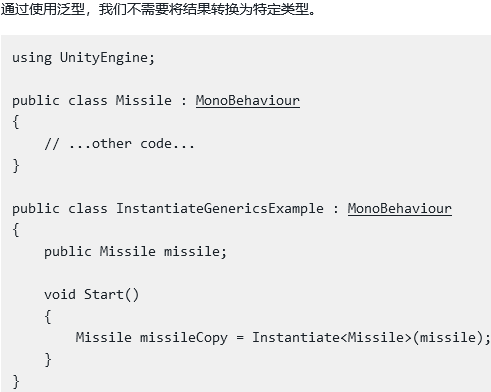 通过使用泛型，我们不需要将结果转换为特定类型。
using UnityEngine;
public class Missile : MonoBehaviour
{
    // ...other code...
}
public class InstantiateGenericsExample : MonoBehaviour
{
    public Missile missile;
    void Start()
    {
        Missile missileCopy = Instantiate<Missile>(missile);
    }
}